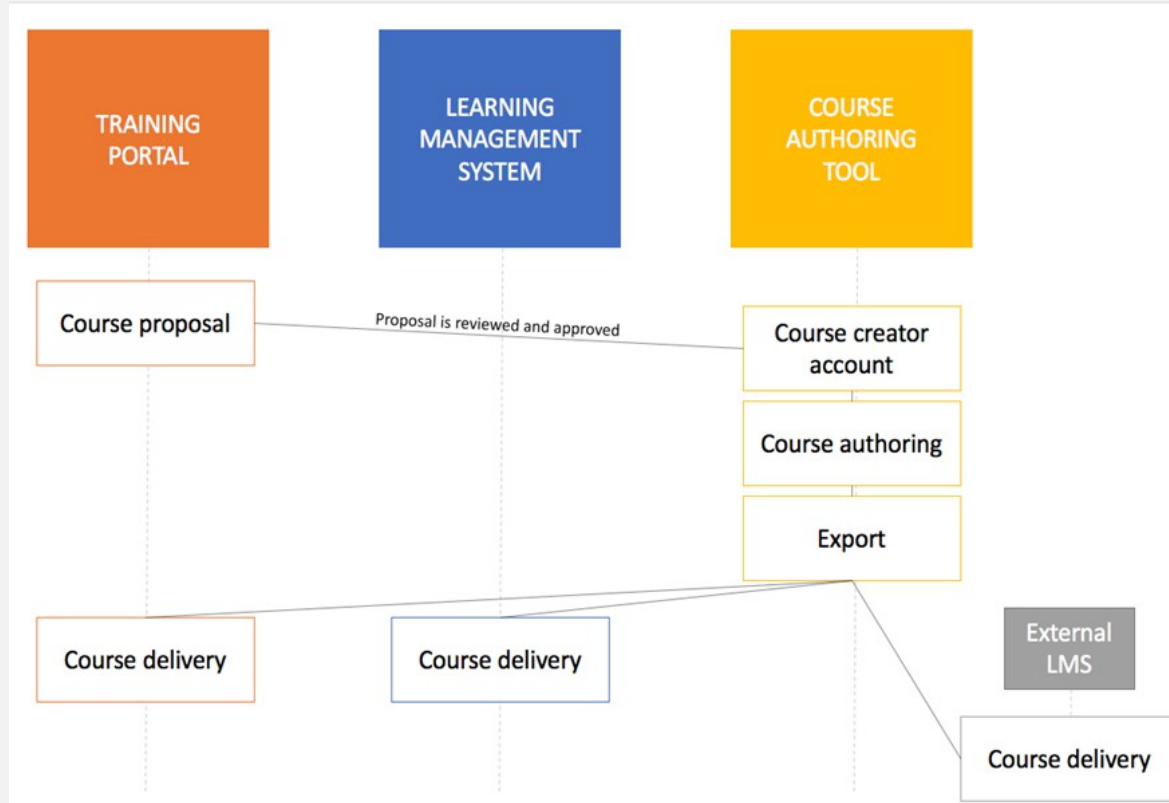 TRAINING
PORTAL
LEARNING
MANAGEMENT
SYSTEM
COURSE
AUTHORING
TOOL
Course proposal
Proposal is reviewed and approved
Course creator
account
Course authoring
Export
Course delivery
Course delivery
External
LMS
Course delivery